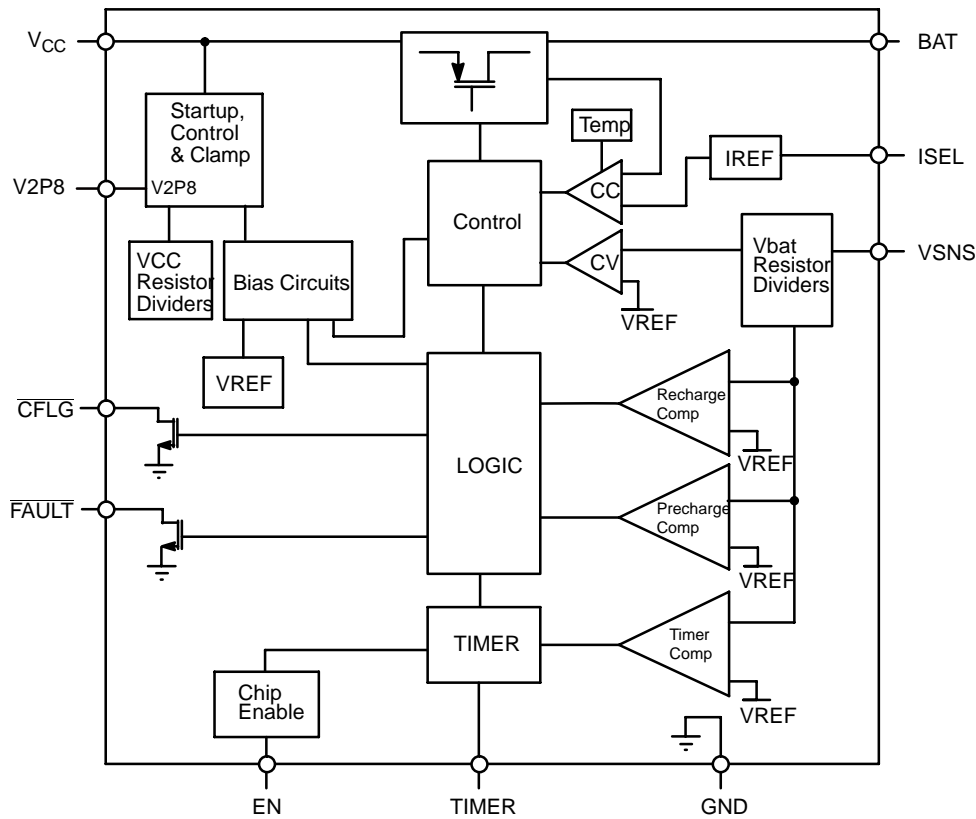 V_CC
BAT
Startup,
Control
& Clamp
Temp
IREF
ISEL
V2P8
V2P8
CC
Control
VCC
Resistor
Dividers
Bias Circuits
CV
Vbat
Resistor
Dividers
VSNS
VREF
VREF
CFLG
Recharge
Comp
VREF
LOGIC
FAULT
Precharge
Comp
VREF
TIMER
Timer
Comp
Chip
Enable
VREF
EN
TIMER
GND